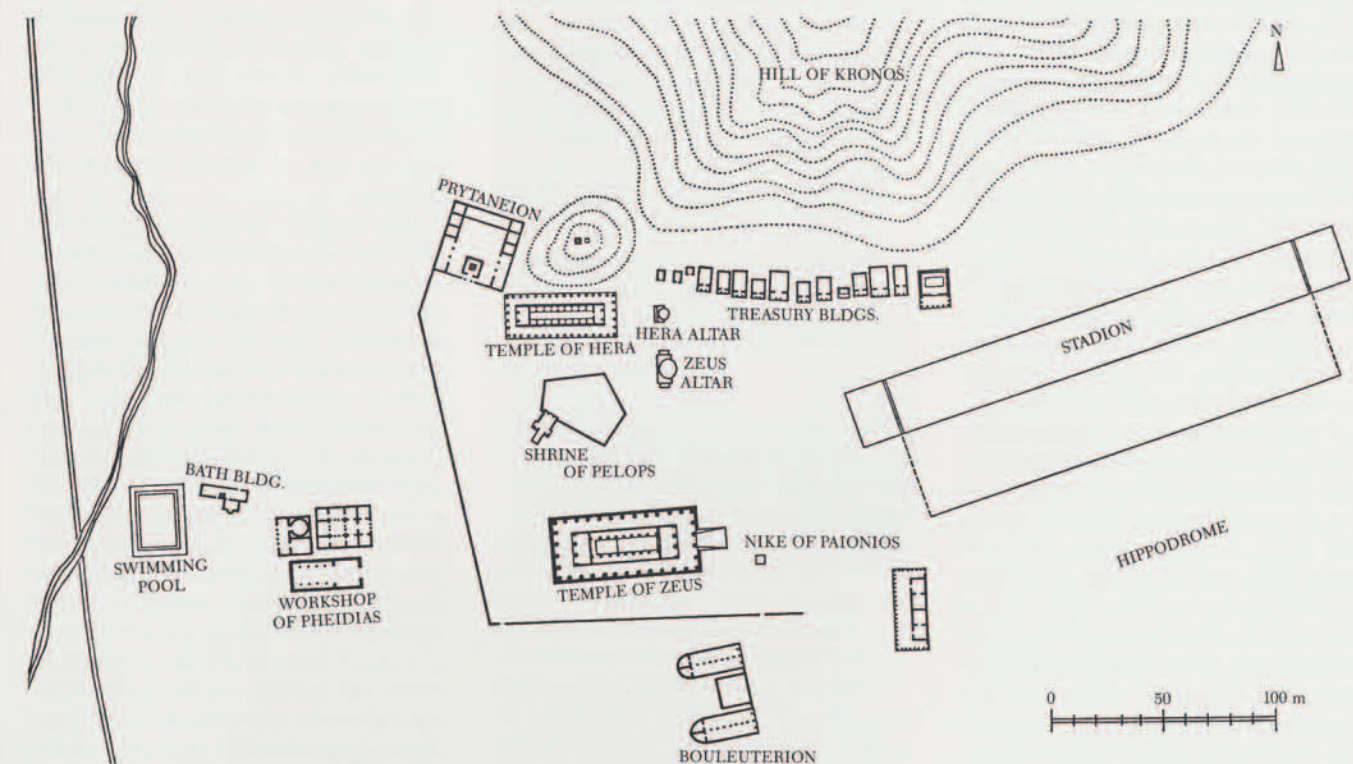 N
HILL OF KRONOS
PRYTANEION
TREASURY BLDGS.
HERA ALTAR
TEMPLE OF HERA
STADION
ZEUS
ALTAR
SHRINE
OF PELOPS
BATH BLDG.
SWIMMING
POOL
WORKSHOP
OF PHEIDIAS
NIKE OF PAIONIOS
TEMPLE OF ZEUS
HIPPODROME
0 50 100 m
BOULEUTERION